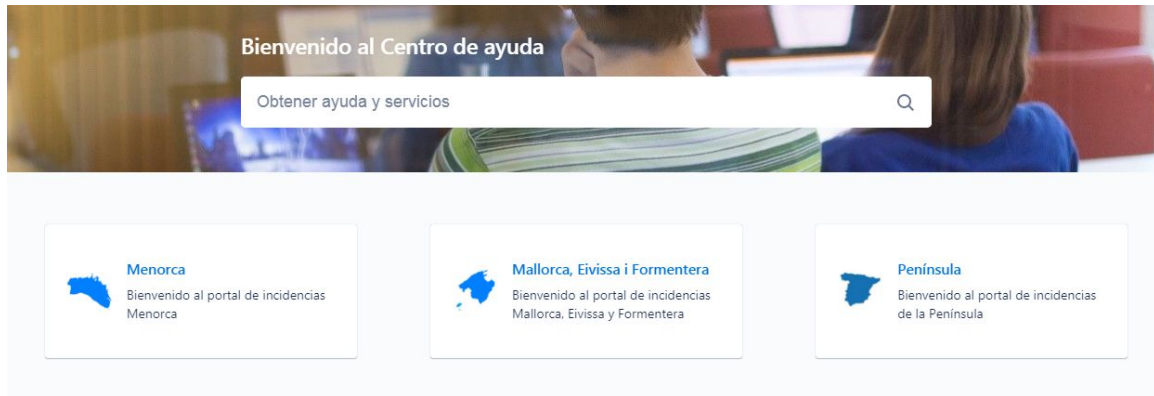 Bienvenido al Centro de ayuda
Obtener ayuda y servicios
Menorca
Bienvenido al portal de incidencias
Menorca
Mallorca, Eivissa i Formentera
Bienvenido al portal de incidencias
Mallorca, Eivissa y Formentera
Península
Bienvenido al portal de incidencias
de la Península